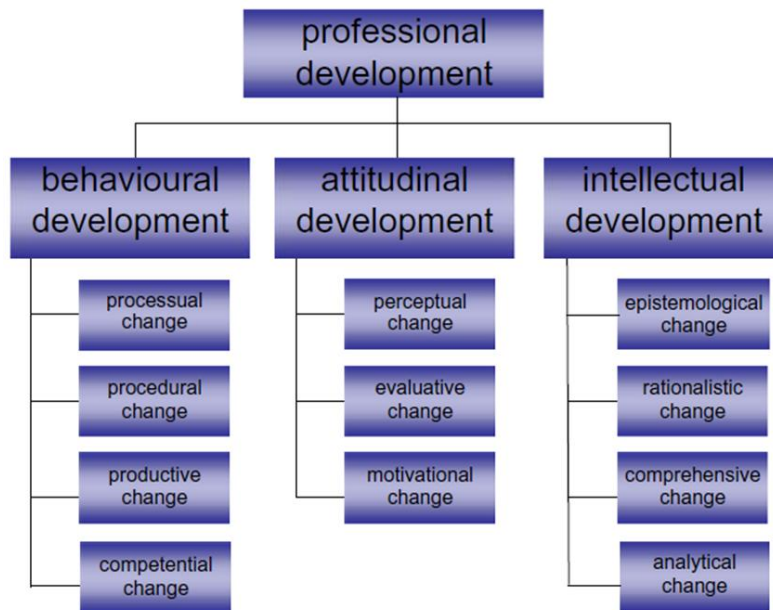 professional
development
behavioural
development
attitudinal
development
intellectual
development
processual
change
perceptual
change
epistemological
change
procedural
change
evaluative
change
rationalistic
change
productive
change
motivational
change
comprehensive
change
competential
change
analytical
change